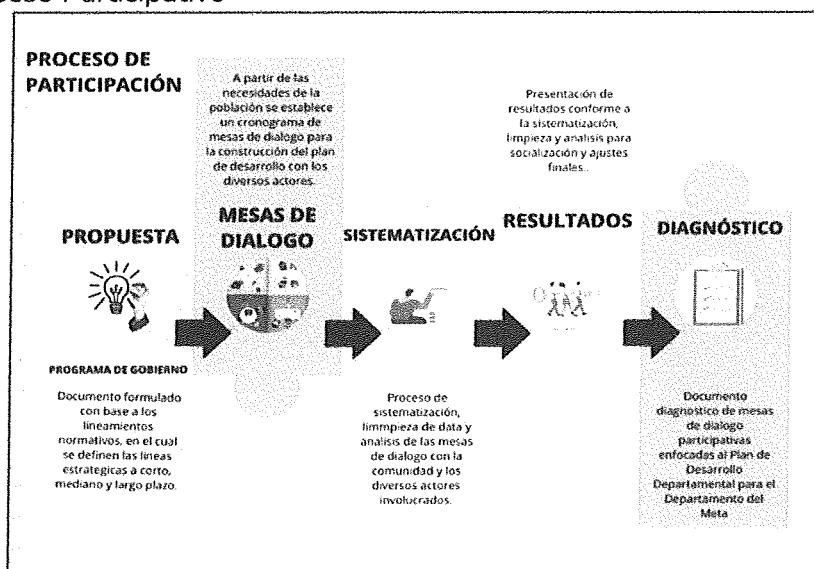 PROCESO DE
PARTICIPACIÓN
A partir de las
necesidades de la
población se establece
un cronograma de
mesas de dialogo para
la construcción del plan
de desarrollo con los
diversos actores.
Presentación de
resultados conforme a
la sistematización,
limpieza y analisis para
socialización y ajustes
finales..
PROPUESTA
MESAS DE
DIALOGO
SISTEMATIZACIÓN
RESULTADOS
DIAGNÓSTICO
PROGRAMA DE GOBIERNO
Documento formulado
con base a los
lineamientos
normativos, en el cual
se definen las líneas
estrategicas a corto,
mediano y largo plazo.
Proceso de
sistematización,
limmpieza de data y
analisis de las mesas
de dialogo con la
comunidad y los
diversos actores
involucrados.
Documento
diagnostico de mesas
de dialogo
participativas
enfocadas al Plan de
Desarrollo
Departamental para el
Departamento del
Meta